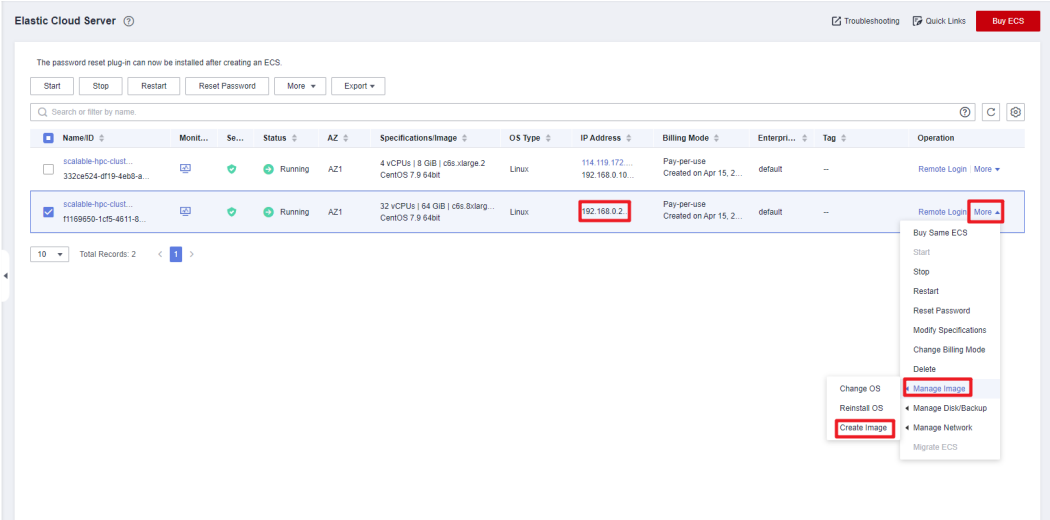 Elastic Cloud Server
Troubleshooting
Quick Links
Buy ECS
The password reset plug-in can now be installed after creating an ECS.
Start
Stop
Restart
Reset Password
More
Export
Search or filter by name.
Name/ID
Monit...
Se...
Status
AZ
Specifications/Image
OS Type
IP Address
Billing Mode
Enterpri...
Tag
Operation
scalable-hpc-clust...
332ce524-df19-4eb8-a...
Running
AZ1
4 vCPUs | 8 GiB | c6s.xlarge.2
CentOS 7.9 64bit
Linux
114.119.172....
192.168.0.10...
Pay-per-use
Created on Apr 15, 2...
default
--
Remote Login
More
scalable-hpc-clust...
f1169650-1cf5-4611-8...
Running
AZ1
32 vCPUs | 64 GiB | c6s.8xlarg...
CentOS 7.9 64bit
Linux
192.168.0.2...
Pay-per-use
Created on Apr 15, 2...
default
--
Remote Login
More
10
Total Records: 2
1
Buy Same ECS
Start
Stop
Restart
Reset Password
Modify Specifications
Change Billing Mode
Delete
Manage Image
Manage Disk/Backup
Manage Network
Migrate ECS
Change OS
Reinstall OS
Create Image